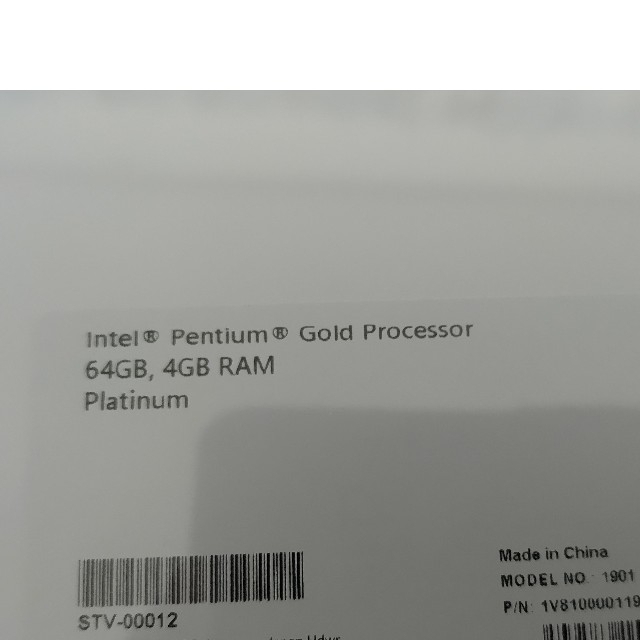 Intel® Pentium® Gold Processor
64GB, 4GB RAM
Platinum
Made in China
MODEL NO.: 1901
P/N: 1V810000119
STV-00012